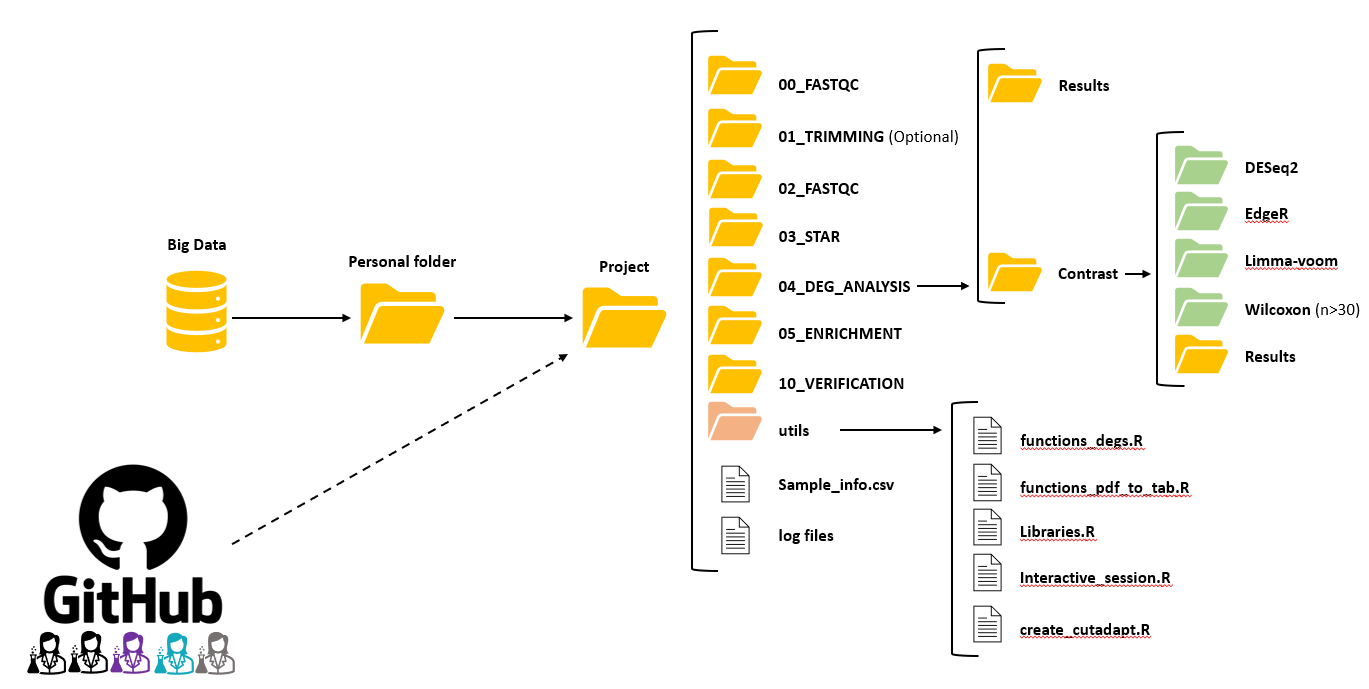 Big Data
Personal folder
Project
GitHub
00_FASTQC
01_TRIMMING (Optional)
02_FASTQC
03_STAR
04_DEG_ANALYSIS
05_ENRICHMENT
10_VERIFICATION
utils
Sample_info.csv
log files
Results
Contrast
DESeq2
EdgeR
Limma-voom
Wilcoxon (n>30)
Results
functions_degs.R
functions_pdf_to_tab.R
Libraries.R
Interactive_session.R
create_cutadapt.R